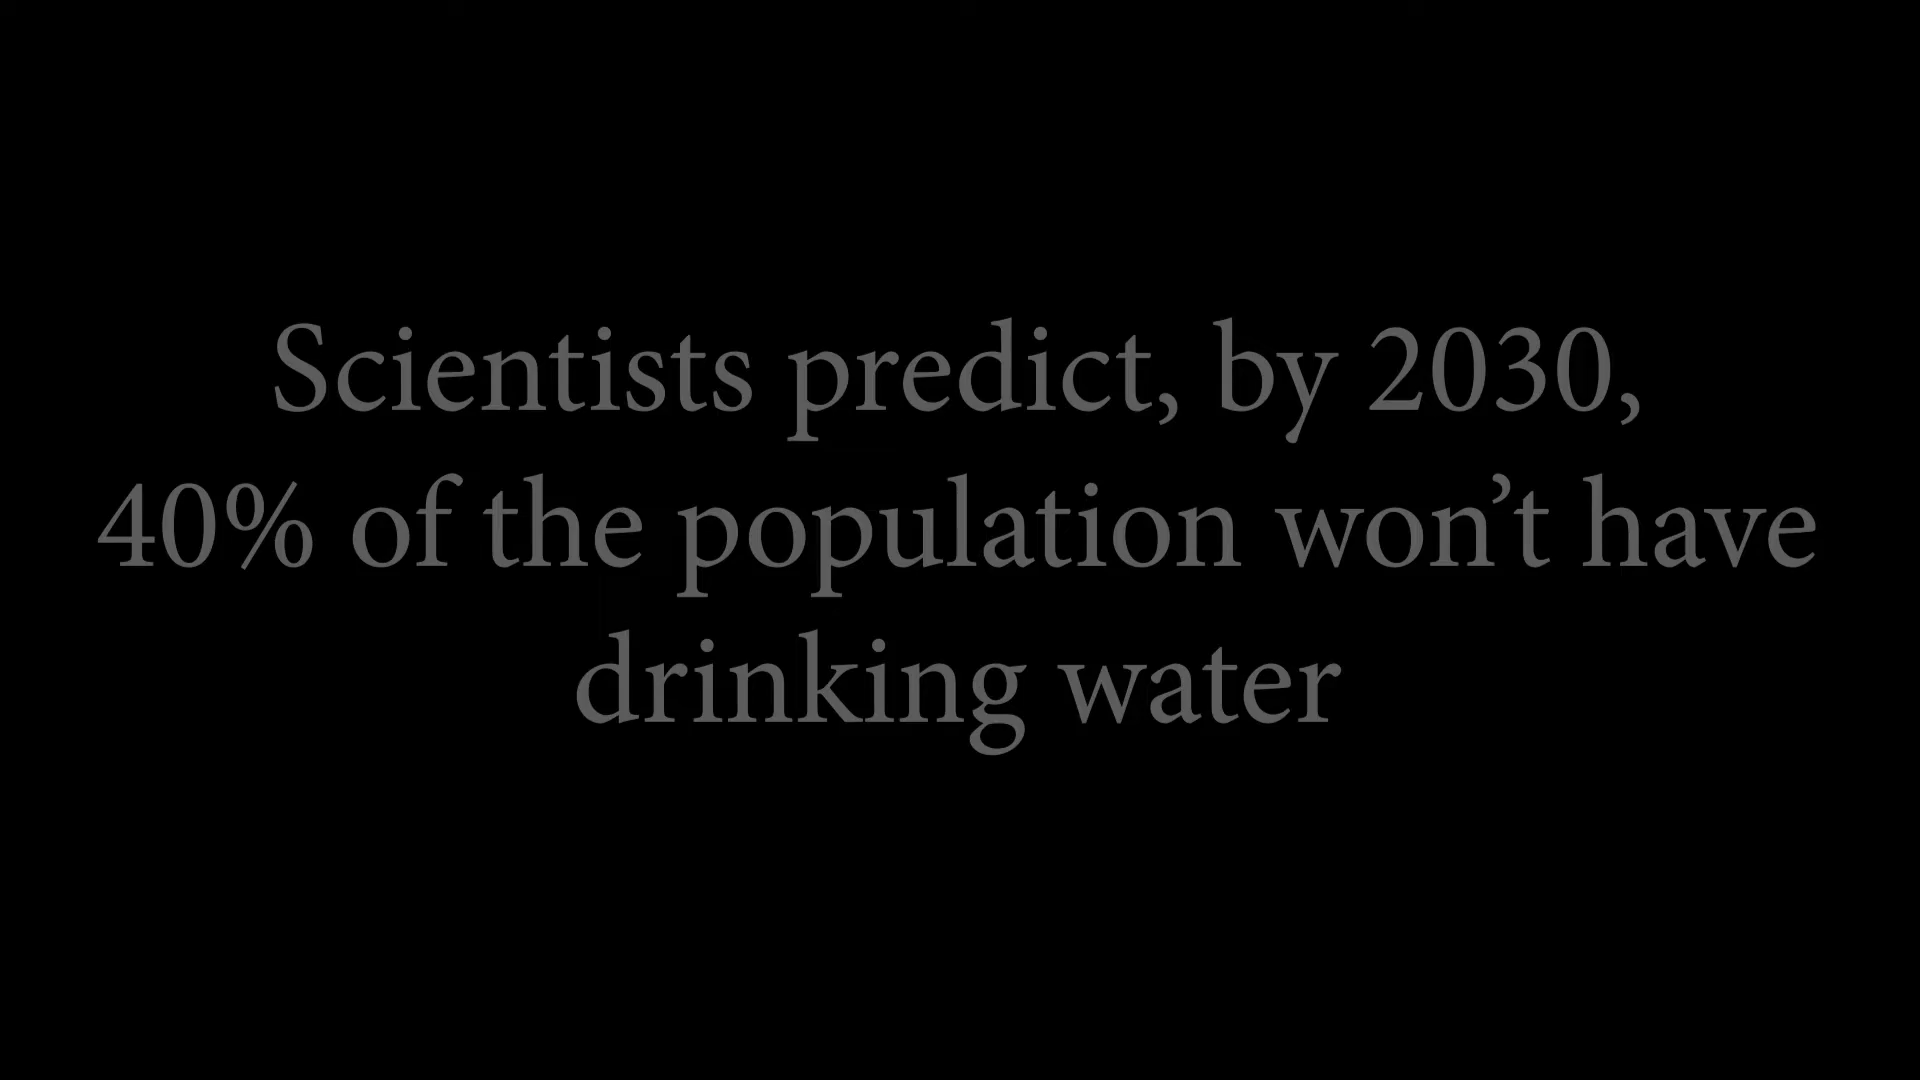 Scientists predict, by 2030,
40% of the population won’t have
drinking water